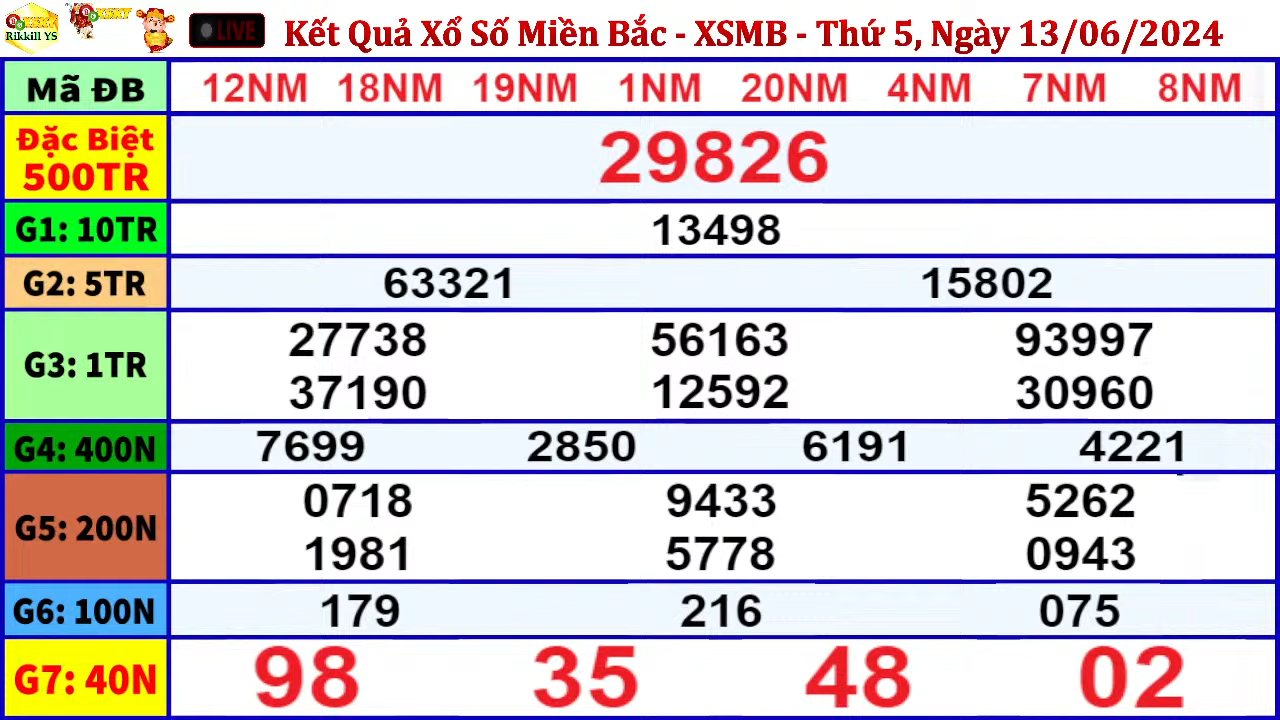 Rikkill YS
LIVE
Kết Quả Xổ Số Miền Bắc - XSMB - Thứ 5, Ngày 13/06/2024
Mã ĐB 12NM 18NM 19NM 1NM 20NM 4NM 7NM 8NM
Đặc Biệt
500TR 29826
G1: 10TR 13498
G2: 5TR 63321 15802
G3: 1TR 27738 56163 93997
37190 12592 30960
G4: 400N 7699 2850 6191 4221
G5: 200N 0718 9433 5262
1981 5778 0943
G6: 100N 179 216 075
G7: 40N 98 35 48 02